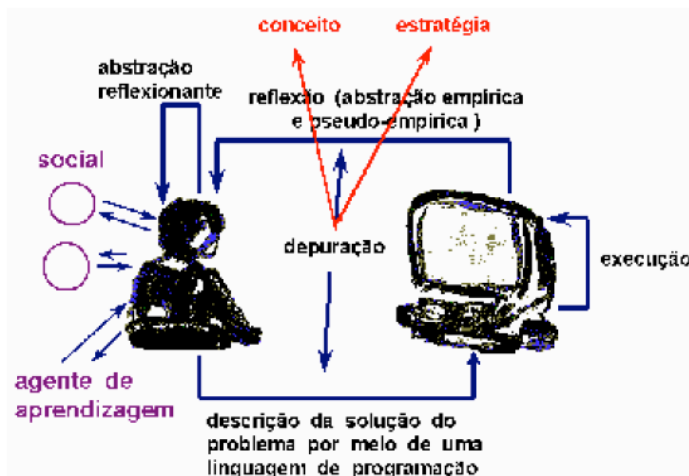 conceito estratégia
abstração
reflexionante
reflexão (abstração empírica
e pseudo-empírica )
social
depuração
execução
agente de
aprendizagem
descrição da solução do
problema por meio de uma
linguagem de programação